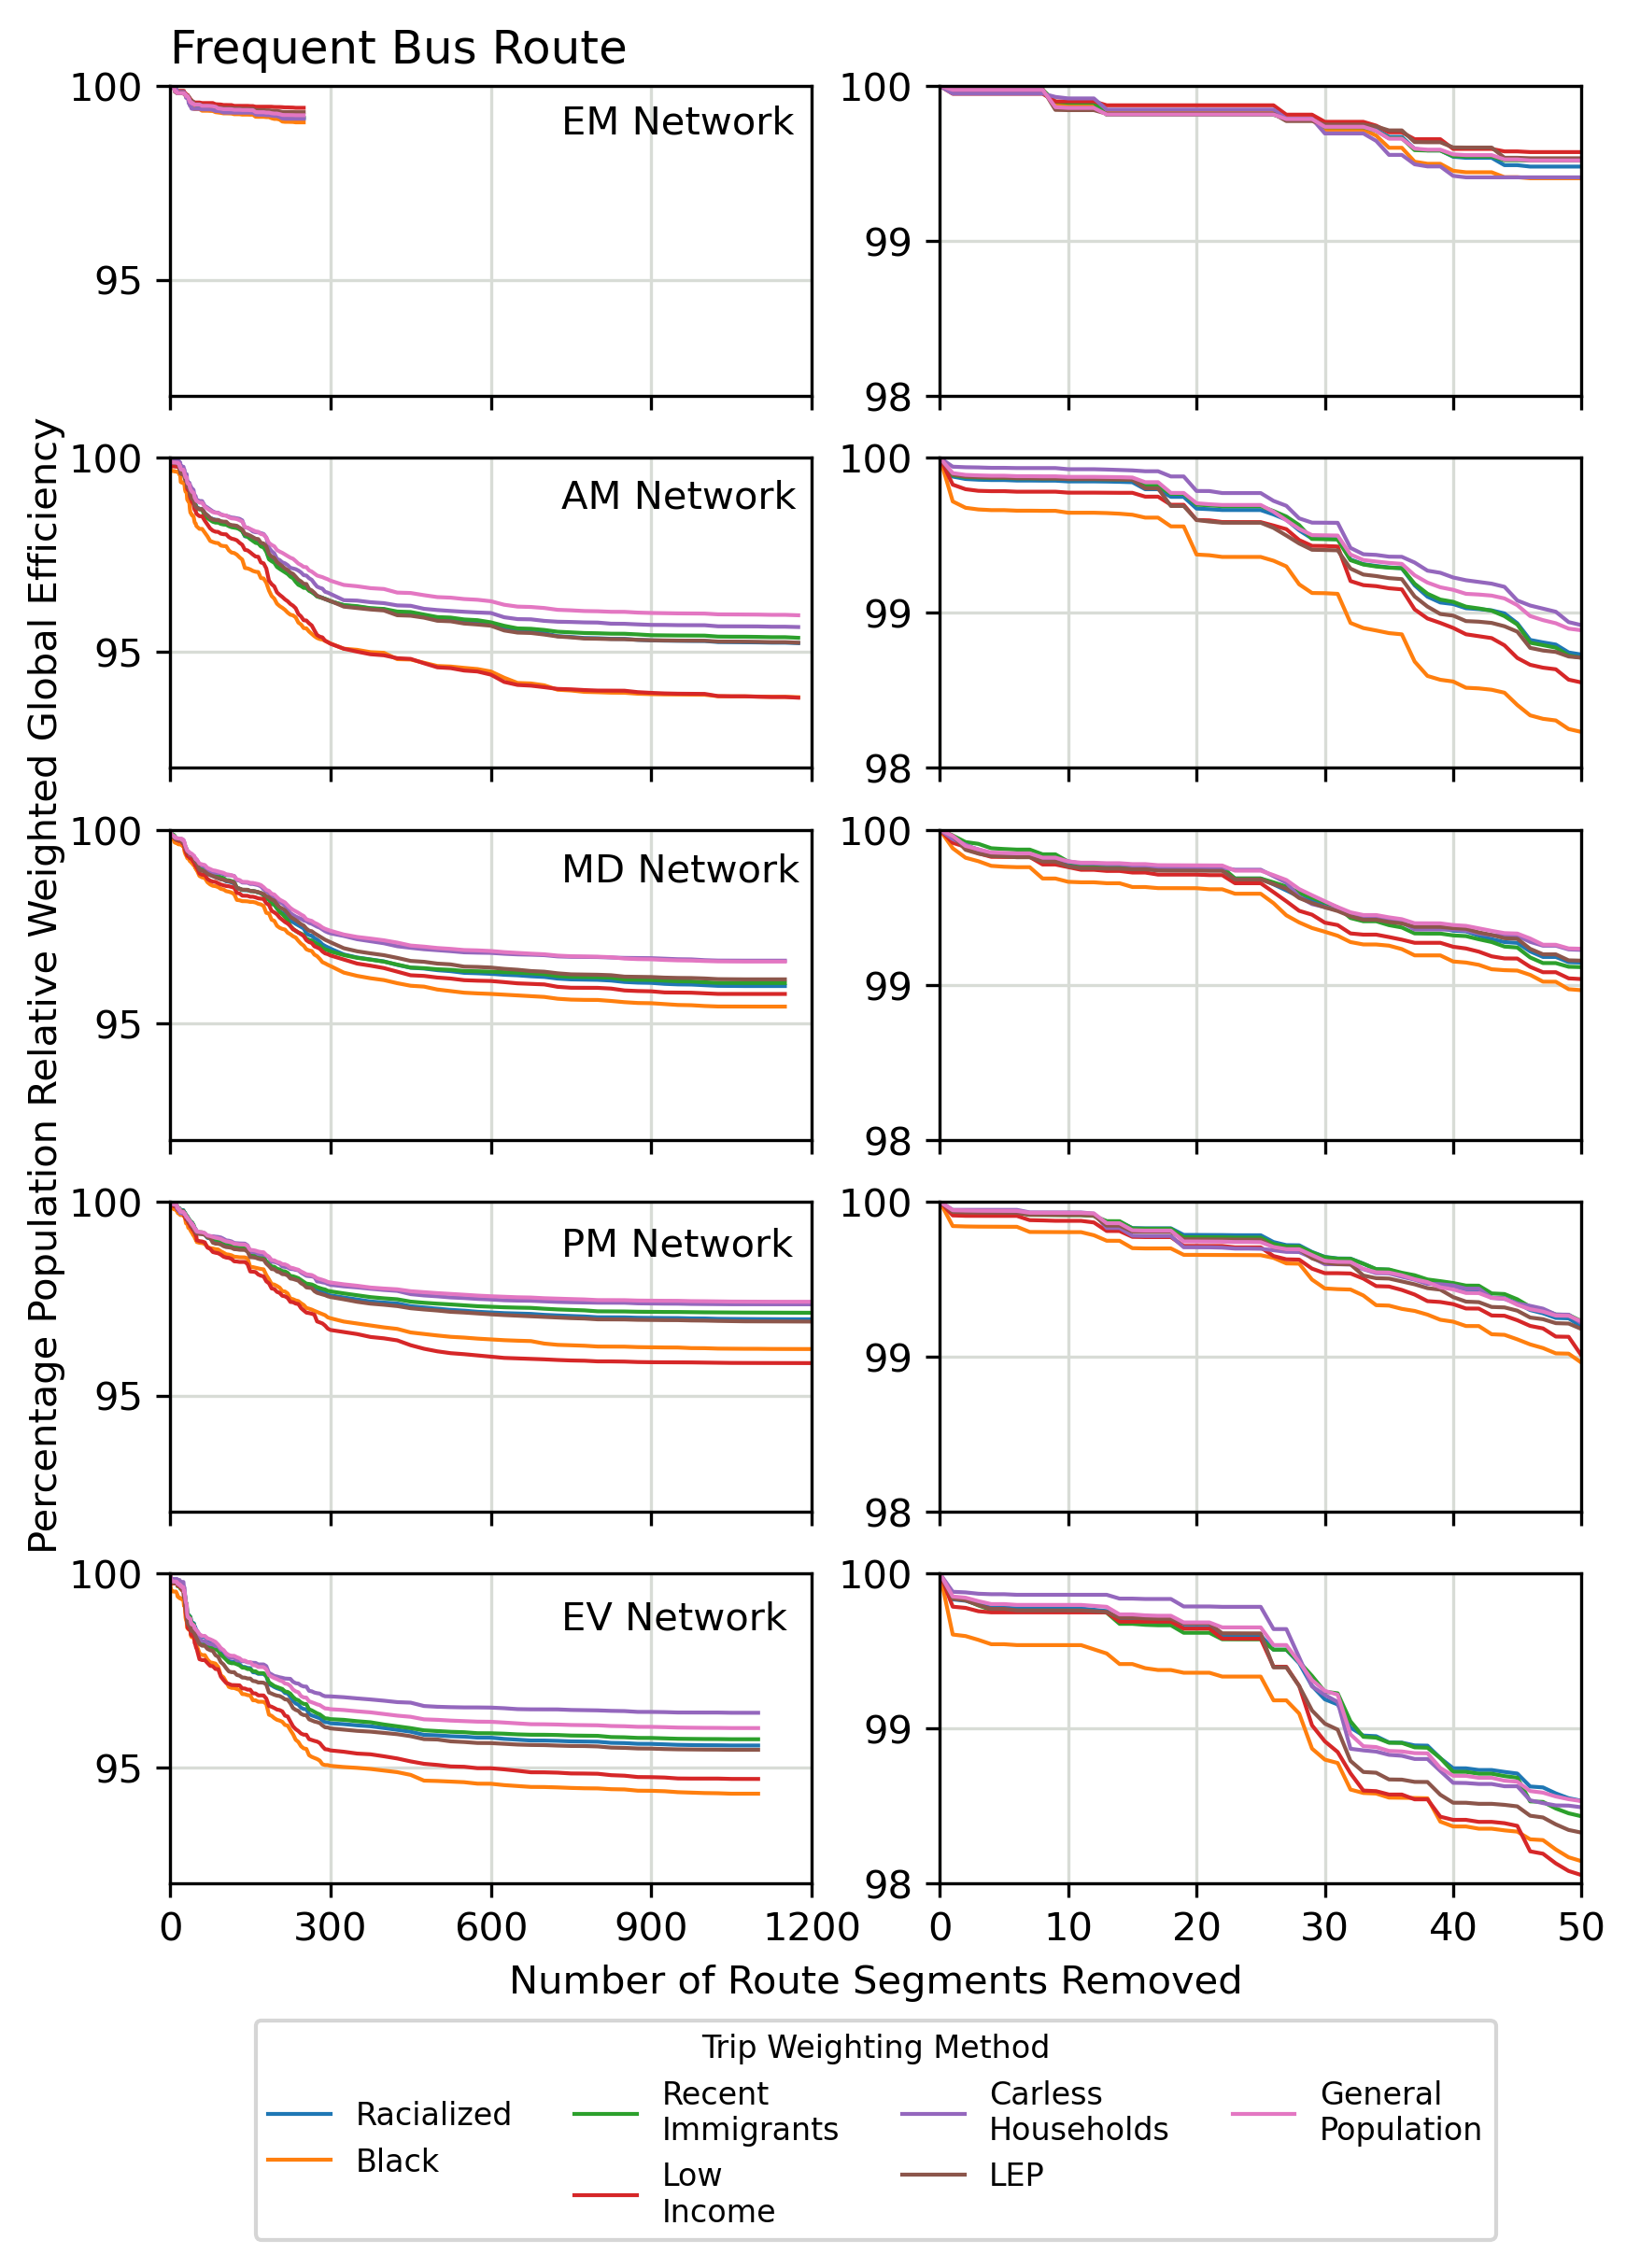 Frequent Bus Route
Percentage Population Relative Weighted Global Efficiency
100
95
EM Network
100
99
98
100
95
AM Network
100
99
98
100
95
MD Network
100
99
98
100
95
PM Network
100
99
98
100
95
EV Network
100
99
98
0 300 600 900 1200
0 10 20 30 40 50
Number of Route Segments Removed
Trip Weighting Method
Racialized
Black
Recent
Immigrants
Low
Income
Carless
Households
LEP
General
Population